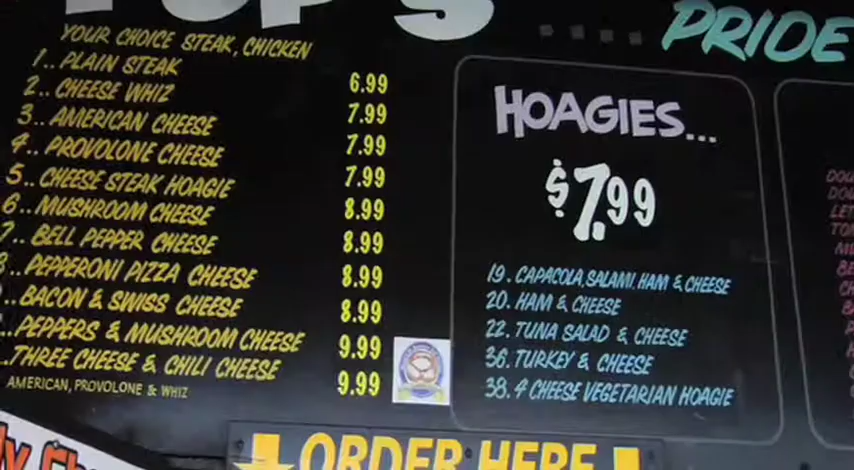 TOP'S
..... PRIDE
YOUR CHOICE STEAK, CHICKEN
1.. PLAIN STEAK
2.. CHEESE WHIZ
3.. AMERICAN CHEESE
4.. PROVOLONE CHEESE
5.. CHEESE STEAK HOAGIE
6.. MUSHROOM CHEESE
7.. BELL PEPPER CHEESE
.. PEPPERONI PIZZA CHEESE
.. BACON & SWISS CHEESE
.. PEPPERS & MUSHROOM CHEESE
. THREE CHEESE & CHILI CHEESE
AMERICAN, PROVOLONE & WHIZ
6.99
7.99
7.99
7.99
8.99
8.99
8.99
8.99
9.99
9.99
HOAGIES...
$7.99
19. CAPACOLA, SALAMI, HAM & CHEESE
20. HAM & CHEESE
22. TUNA SALAD & CHEESE
36. TURKEY & CHEESE
38. 4 CHEESE VEGETARIAN HOAGIE
ORDER HERE